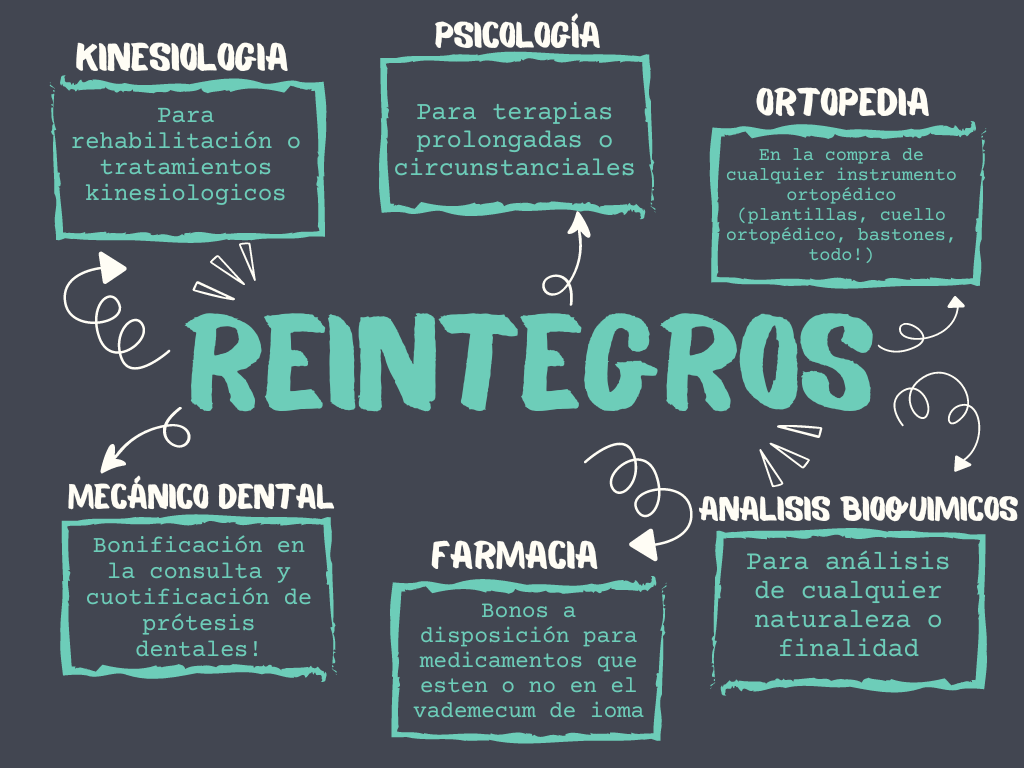 KINESIOLOGIA
Para
rehabilitación o
tratamientos
kinesiologicos
PSICOLOGÍA
Para terapias
prolongadas o
circunstanciales
ORTOPEDIA
En la compra de
cualquier instrumento
ortopédico
(plantillas, cuello
ortopédico, bastones,
todo!)
REINTEGROS
MECÁNICO DENTAL
Bonificación en
la consulta y
cuotificación de
prótesis
dentales!
FARMACIA
Bonos a
disposición para
medicamentos que
esten o no en el
vademecum de ioma
ANALISIS BIOQUIMICOS
Para análisis
de cualquier
naturaleza o
finalidad